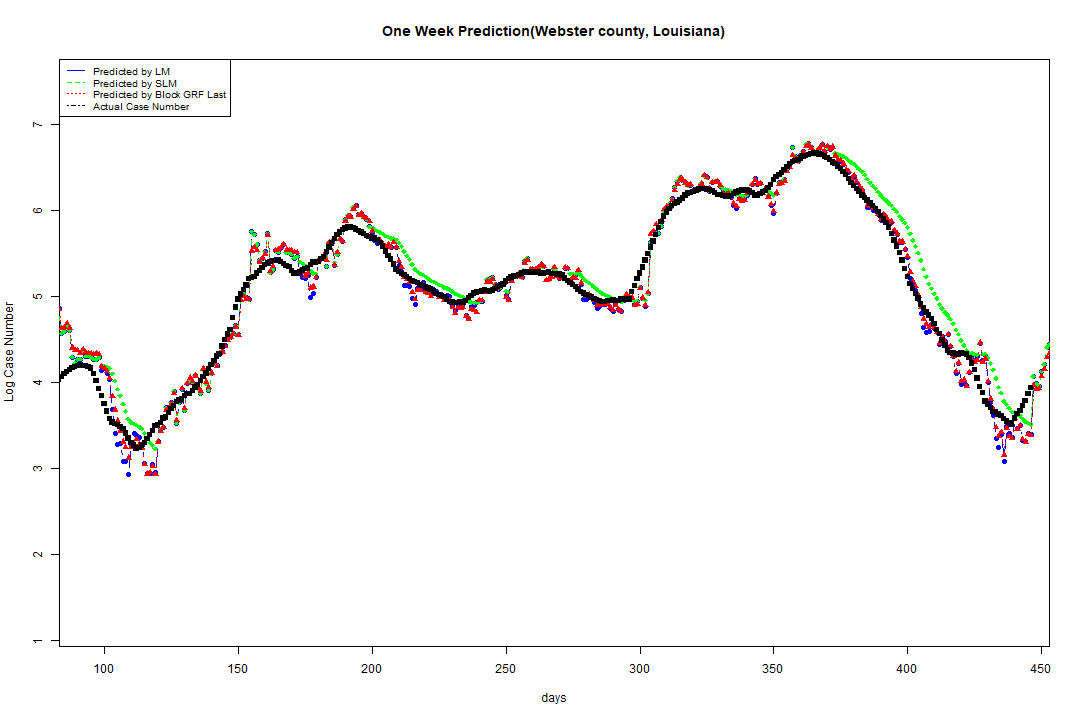 One Week Prediction(Webster county, Louisiana)
Predicted by LM
Predicted by SLM
Predicted by Block GRF Last
Actual Case Number
7
6
5
4
3
2
1
Log Case Number
100 150 200 250 300 350 400 450
days